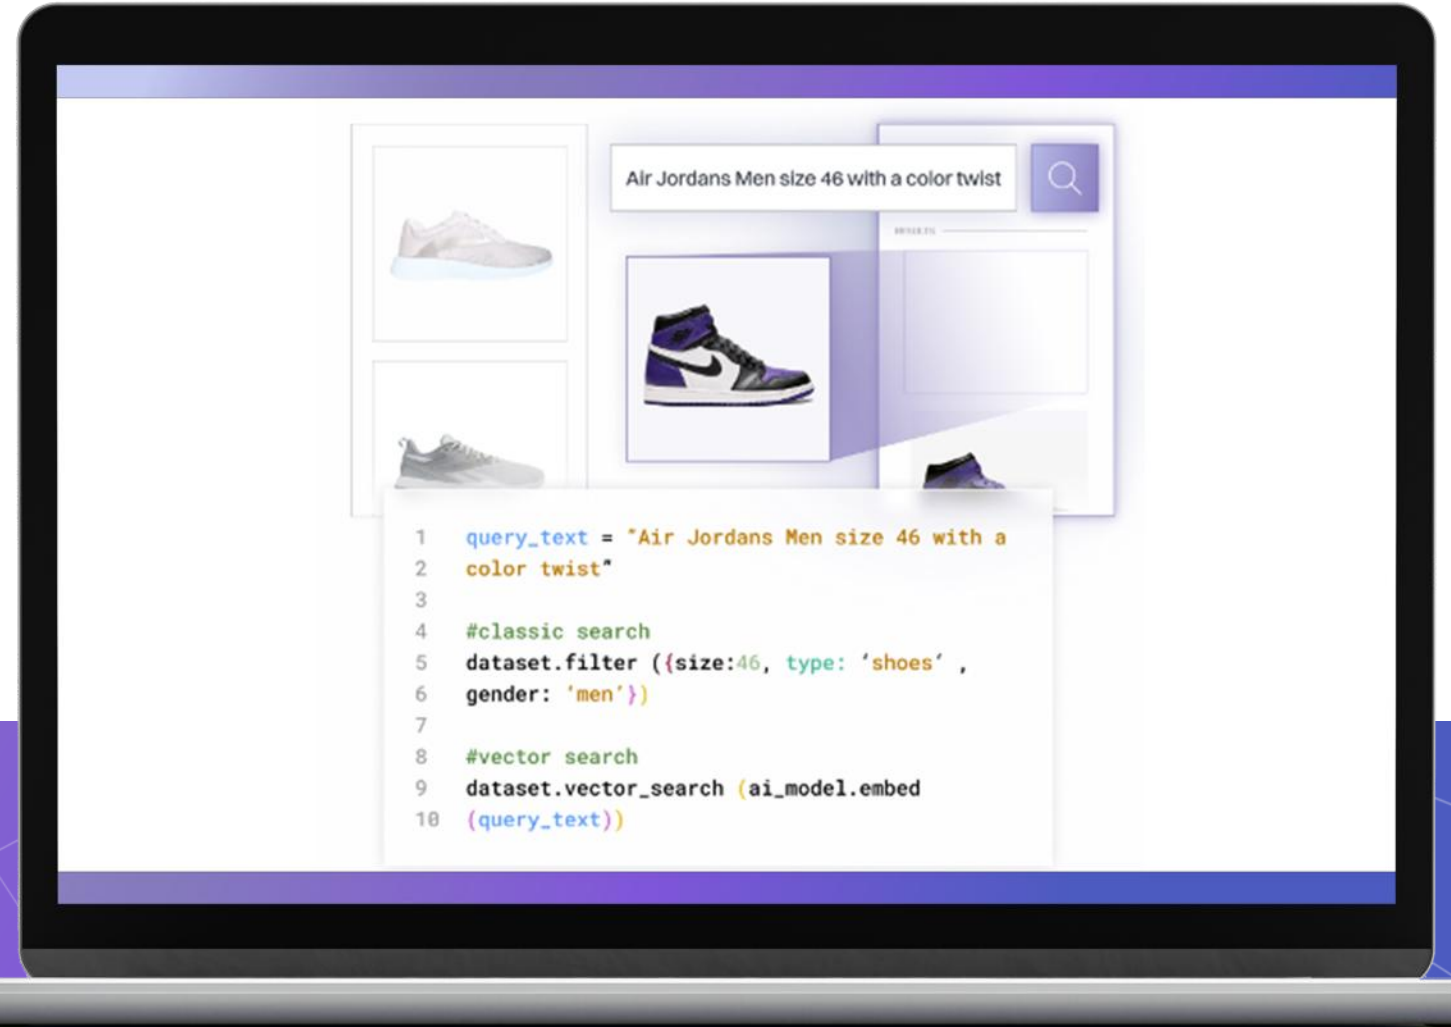 Air Jordans Men size 46 with a color twist
RESULTS
1 query_text = "Air Jordans Men size 46 with a
2 color twist"
3
4 #classic search
5 dataset.filter ({size:46, type: ‘shoes‘ ,
6 gender: ‘men’})
7
8 #vector search
9 dataset.vector_search (ai_model.embed
10 (query_text))